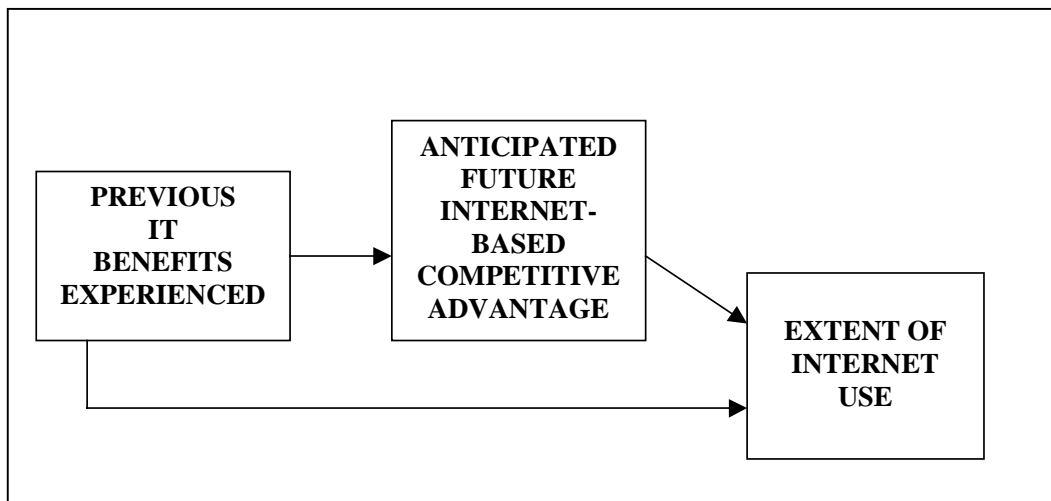 PREVIOUS
IT
BENEFITS
EXPERIENCED
ANTICIPATED
FUTURE
INTERNET-
BASED
COMPETITIVE
ADVANTAGE
EXTENT OF
INTERNET
USE